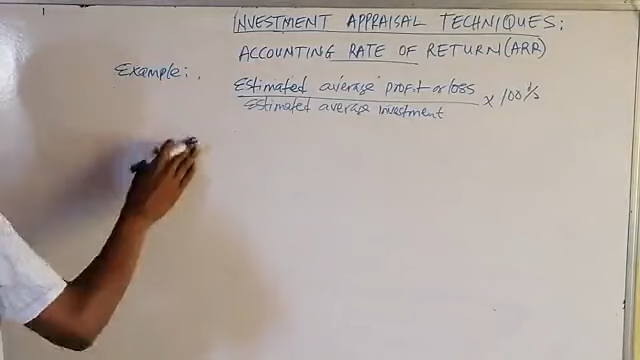 INVESTMENT APPRAISAL TECHNIQUES:
ACCOUNTING RATE OF RETURN (ARR)
Example:
Estimated average profit or loss
Estimated average investment × 100%